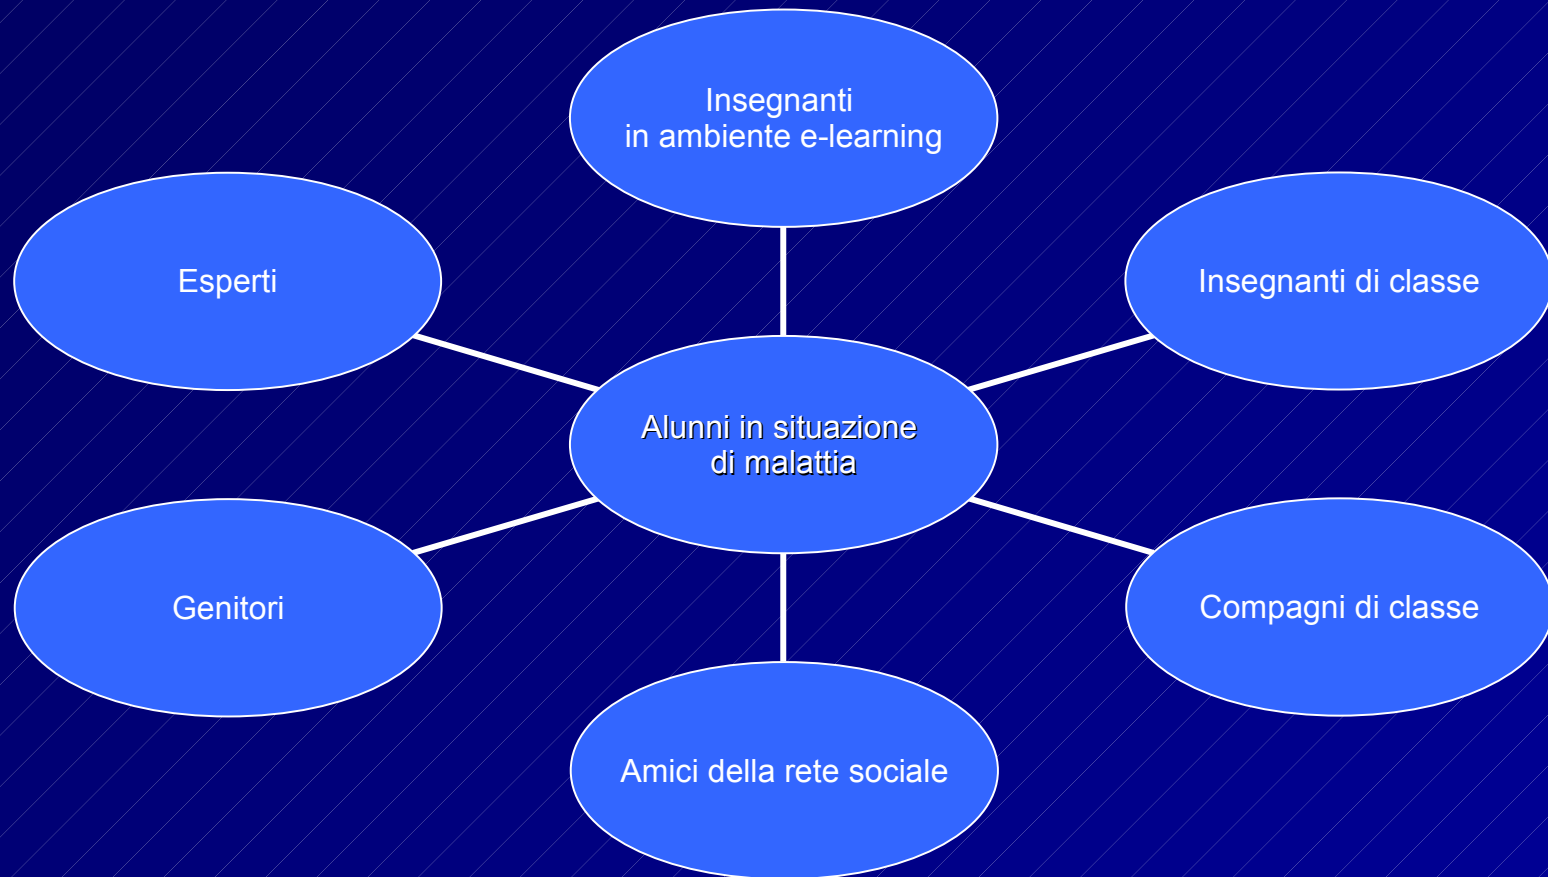 Insegnanti
in ambiente e-learning
Esperti
Insegnanti di classe
Alunni in situazione
di malattia
Genitori
Compagni di classe
Amici della rete sociale